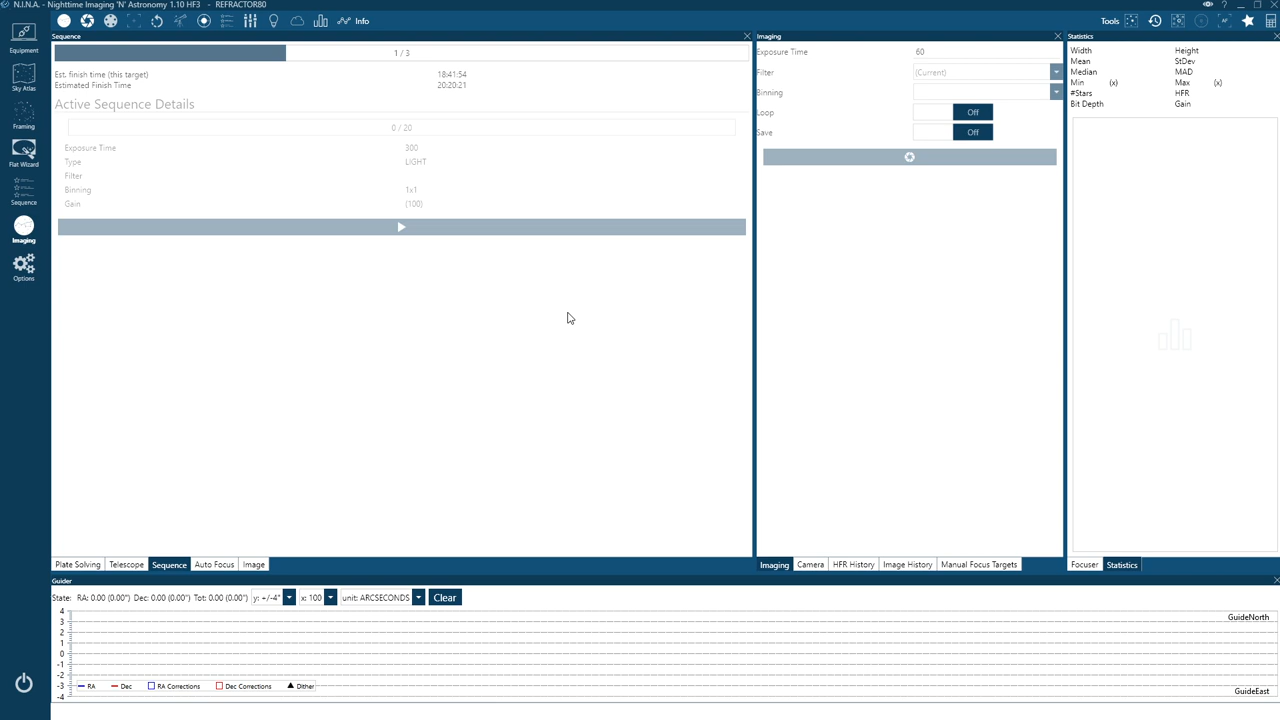 N.I.N.A. - Nighttime Imaging 'N' Astronomy 1.10 HF3 - REFRACTOR80
Info
Tools
Equipment
Sky Atlas
Framing
Flat Wizard
Sequence
Imaging
Options
Sequence
1 / 3
Est. finish time (this target) 18:41:54
Estimated Finish Time 20:20:21
Active Sequence Details
0 / 20
Exposure Time 300
Type LIGHT
Filter
Binning 1x1
Gain (100)
Plate Solving Telescope Sequence Auto Focus Image
Imaging
Exposure Time 60
Filter (Current)
Binning
Loop Off
Save Off
Imaging Camera HFR History Image History Manual Focus Targets
Statistics
Width Height
Mean StDev
Median MAD
Min (x) Max (x)
#Stars HFR
Bit Depth Gain
Focuser Statistics
Guider
State: RA: 0.00 (0.00") Dec: 0.00 (0.00") Tot: 0.00 (0.00") y: +/-4" x: 100 unit: ARCSECONDS Clear
4
3
2
1
0
-1
-2
-3
-4
GuideNorth
GuideEast
RA Dec RA Corrections Dec Corrections Dither